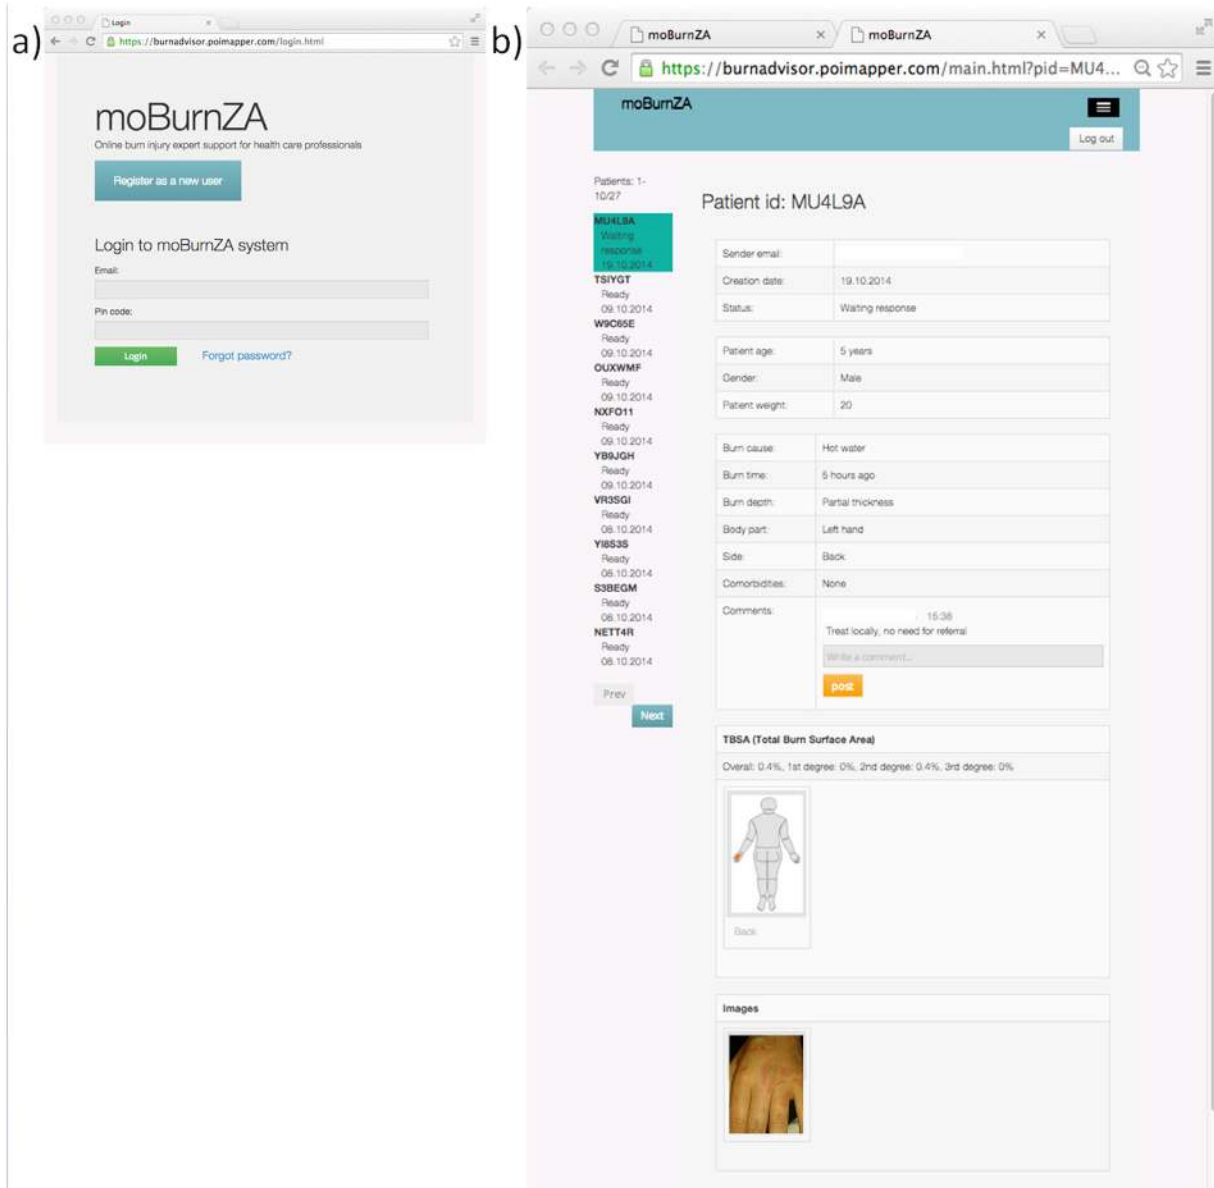 a)
Login
https://burnadvisor.poimapper.com/login.html
moBurnZA
Online burn injury expert support for health care professionals
Register as a new user
Login to moBurnZA system
Email:
Pin code:
Login Forgot password?
b)
moBurnZA moBurnZA
https://burnadvisor.poimapper.com/main.html?pid=MU4...
moBurnZA
Log out
Patients: 1-
10/27
MU4L9A
Waiting
response
19.10.2014
TSIYGT
Ready
09.10.2014
W9C65E
Ready
09.10.2014
OUXWMF
Ready
09.10.2014
NXFO11
Ready
09.10.2014
YB9JGH
Ready
09.10.2014
VR3SGI
Ready
08.10.2014
YI8S3S
Ready
08.10.2014
S3BEGM
Ready
08.10.2014
NETT4R
Ready
08.10.2014
Prev
Next
Patient id: MU4L9A
Sender email:
Creation date: 19.10.2014
Status: Waiting response
Patient age: 5 years
Gender: Male
Patient weight: 20
Burn cause: Hot water
Burn time: 5 hours ago
Burn depth: Partial thickness
Body part: Left hand
Side: Back
Comorbidities: None
Comments: 15:36
Treat locally, no need for referral
Write a comment...
post
TBSA (Total Burn Surface Area)
Overall: 0.4%, 1st degree: 0%, 2nd degree: 0.4%, 3rd degree: 0%
Back
Images